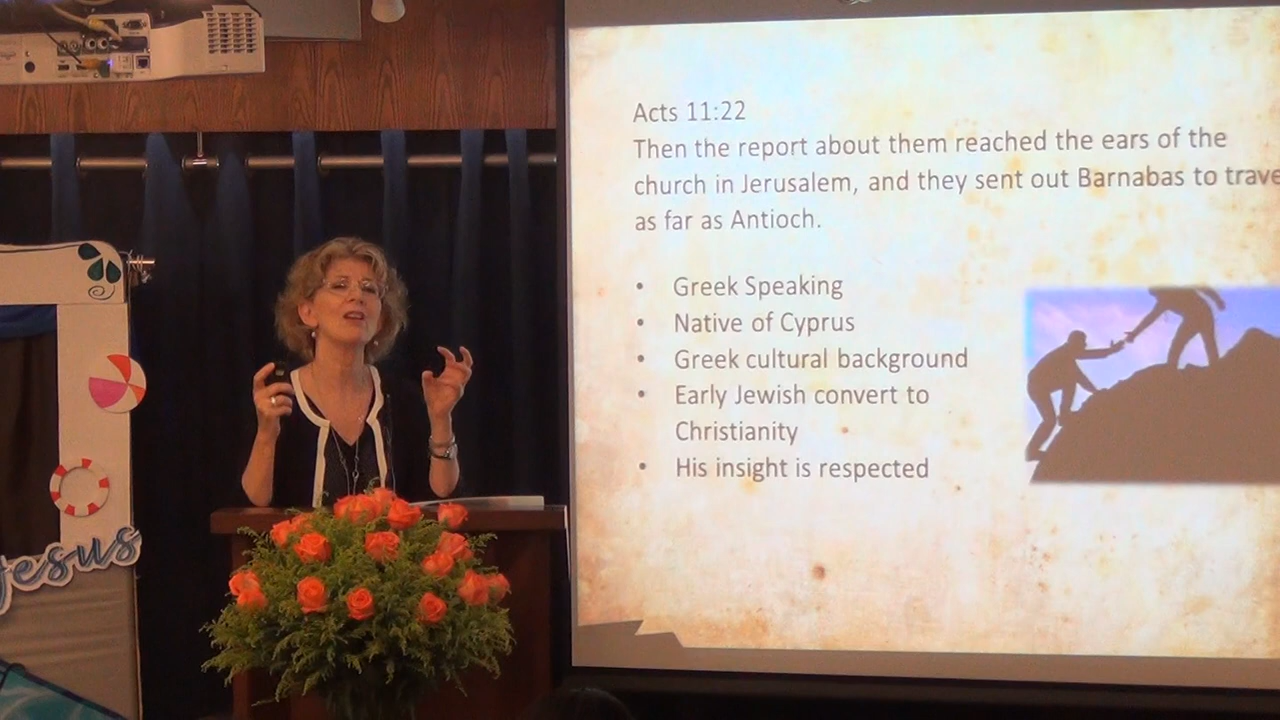 Acts 11:22
Then the report about them reached the ears of the
church in Jerusalem, and they sent out Barnabas to trave
as far as Antioch.
• Greek Speaking
• Native of Cyprus
• Greek cultural background
• Early Jewish convert to
Christianity
• His insight is respected
esus